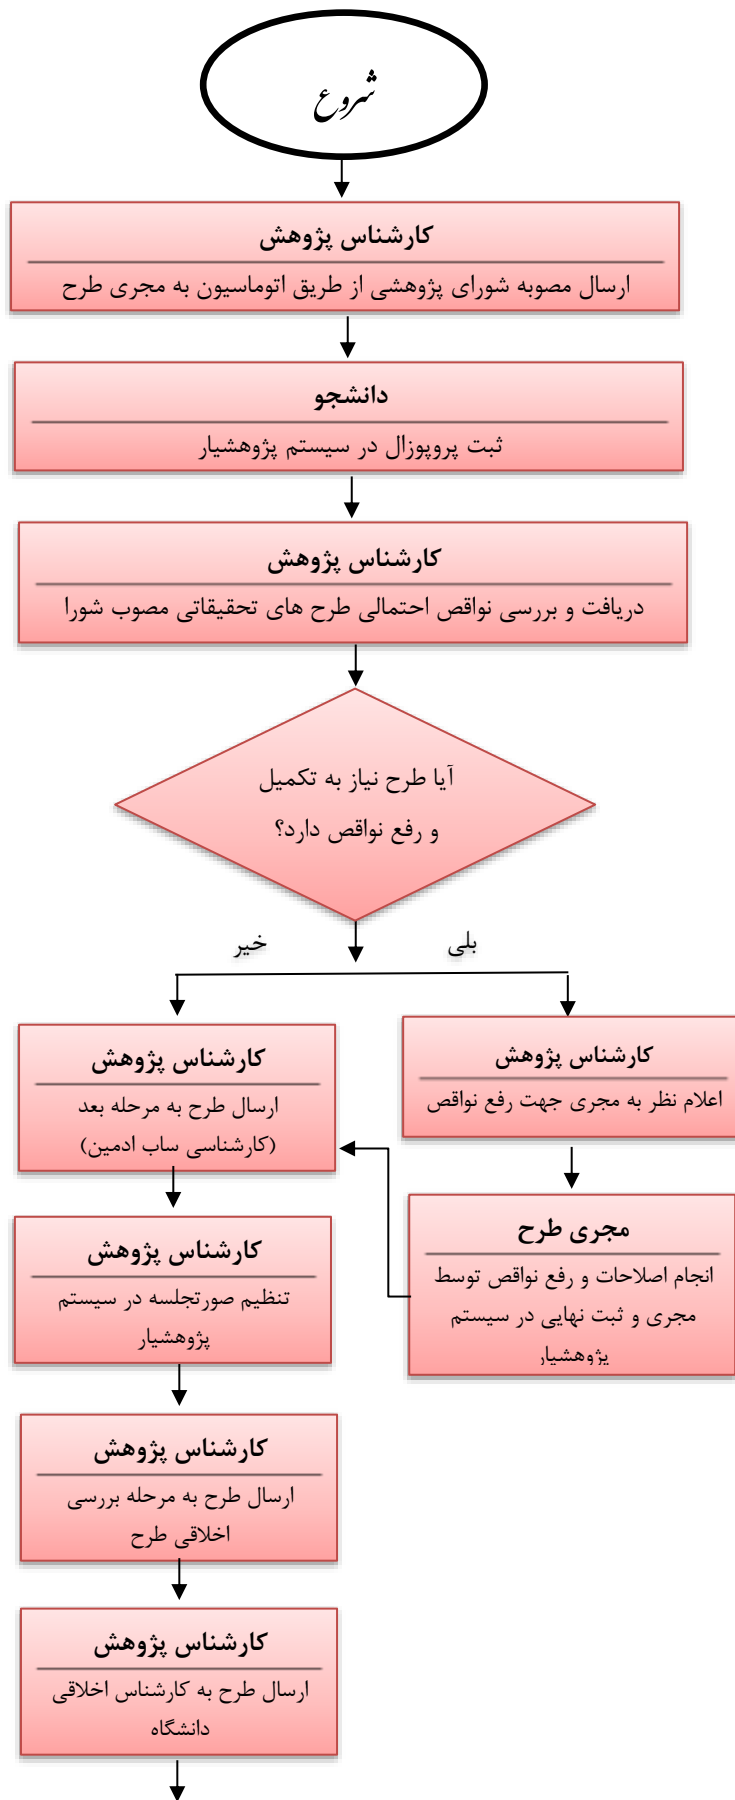 شروع
کارشناس پژوهش
ارسال مصوبه شورای پژوهشی از طریق اتوماسیون به مجری طرح
دانشجو
ثبت پروپوزال در سیستم پژوهشیار
کارشناس پژوهش
دریافت و بررسی نواقص احتمالی طرح های تحقیقاتی مصوب شورا
آیا طرح نیاز به تکمیل
و رفع نواقص دارد؟
بلی
خیر
کارشناس پژوهش
اعلام نظر به مجری جهت رفع نواقص
مجری طرح
انجام اصلاحات و رفع نواقص توسط
مجری و ثبت نهایی در سیستم
پژوهشیار
کارشناس پژوهش
ارسال طرح به مرحله بعد
(کارشناسی ساب ادمین)
کارشناس پژوهش
تنظیم صورتجلسه در سیستم
پژوهشیار
کارشناس پژوهش
ارسال طرح به مرحله بررسی
اخلاقی طرح
کارشناس پژوهش
ارسال طرح به کارشناس اخلاقی
دانشگاه